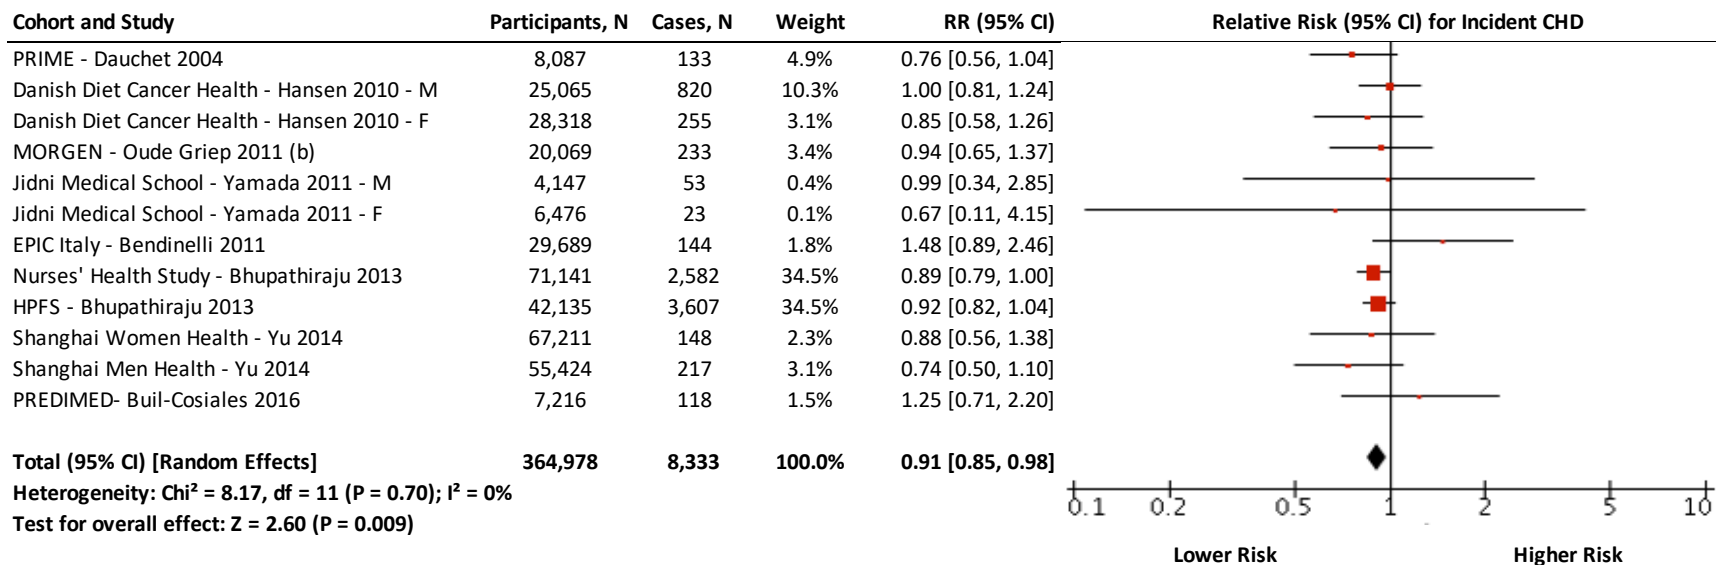 Cohort and Study Participants, N Cases, N Weight RR (95% CI) Relative Risk (95% CI) for Incident CHD
PRIME - Dauchet 2004 8,087 133 4.9% 0.76 [0.56, 1.04]
Danish Diet Cancer Health - Hansen 2010 - M 25,065 820 10.3% 1.00 [0.81, 1.24]
Danish Diet Cancer Health - Hansen 2010 - F 28,318 255 3.1% 0.85 [0.58, 1.26]
MORGEN - Oude Griep 2011 (b) 20,069 233 3.4% 0.94 [0.65, 1.37]
Jidni Medical School - Yamada 2011 - M 4,147 53 0.4% 0.99 [0.34, 2.85]
Jidni Medical School - Yamada 2011 - F 6,476 23 0.1% 0.67 [0.11, 4.15]
EPIC Italy - Bendinelli 2011 29,689 144 1.8% 1.48 [0.89, 2.46]
Nurses' Health Study - Bhupathiraju 2013 71,141 2,582 34.5% 0.89 [0.79, 1.00]
HPFS - Bhupathiraju 2013 42,135 3,607 34.5% 0.92 [0.82, 1.04]
Shanghai Women Health - Yu 2014 67,211 148 2.3% 0.88 [0.56, 1.38]
Shanghai Men Health - Yu 2014 55,424 217 3.1% 0.74 [0.50, 1.10]
PREDIMED- Buil-Cosiales 2016 7,216 118 1.5% 1.25 [0.71, 2.20]
Total (95% CI) [Random Effects] 364,978 8,333 100.0% 0.91 [0.85, 0.98]
Heterogeneity: Chi² = 8.17, df = 11 (P = 0.70); I² = 0%
Test for overall effect: Z = 2.60 (P = 0.009)
0.1 0.2 0.5 1 2 5 10
Lower Risk Higher Risk